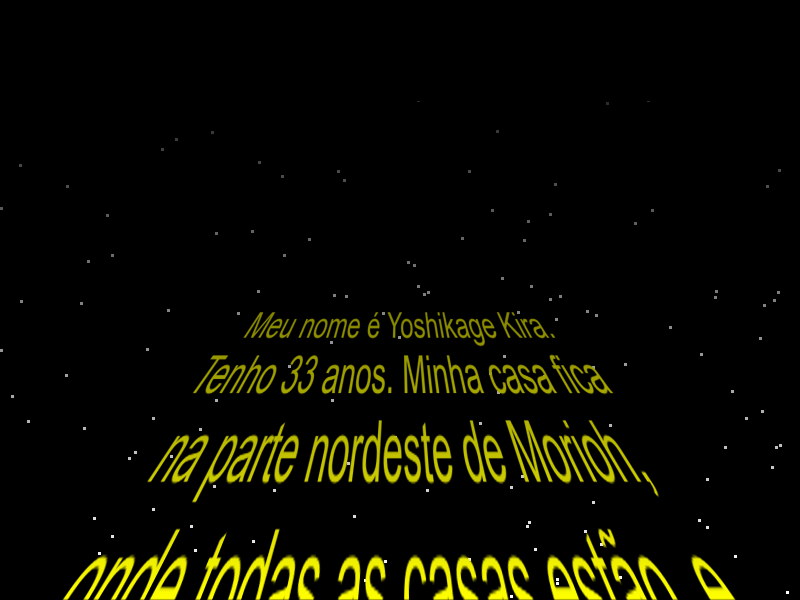 Meu nome é Yoshikage Kira.
Tenho 33 anos. Minha casa fica
na parte nordeste de Morioh,
onde todas as casas estão, e